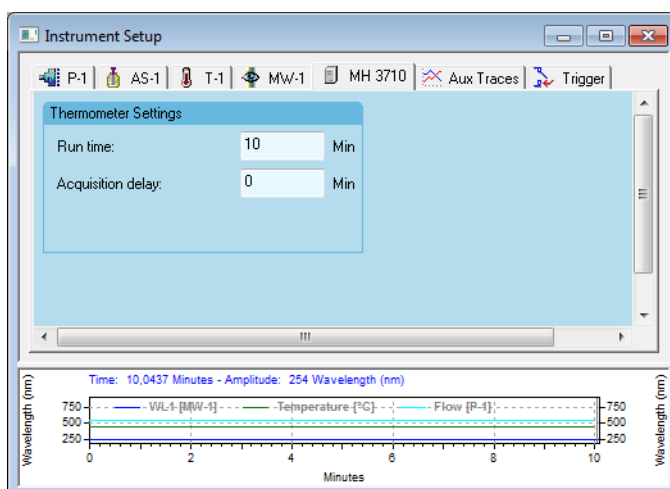 Instrument Setup
P-1 AS-1 T-1 MW-1 MH 3710 Aux Traces Trigger
Thermometer Settings
Run time: 10 Min
Acquisition delay: 0 Min
Time: 10,0437 Minutes - Amplitude: 254 Wavelength (nm)
Wavelength (nm)
750 WL1 [MW-1] Temperature [°C] Flow [P-1] 750
500 500
250 250
0 2 4 6 8 10
Minutes
Wavelength (nm)